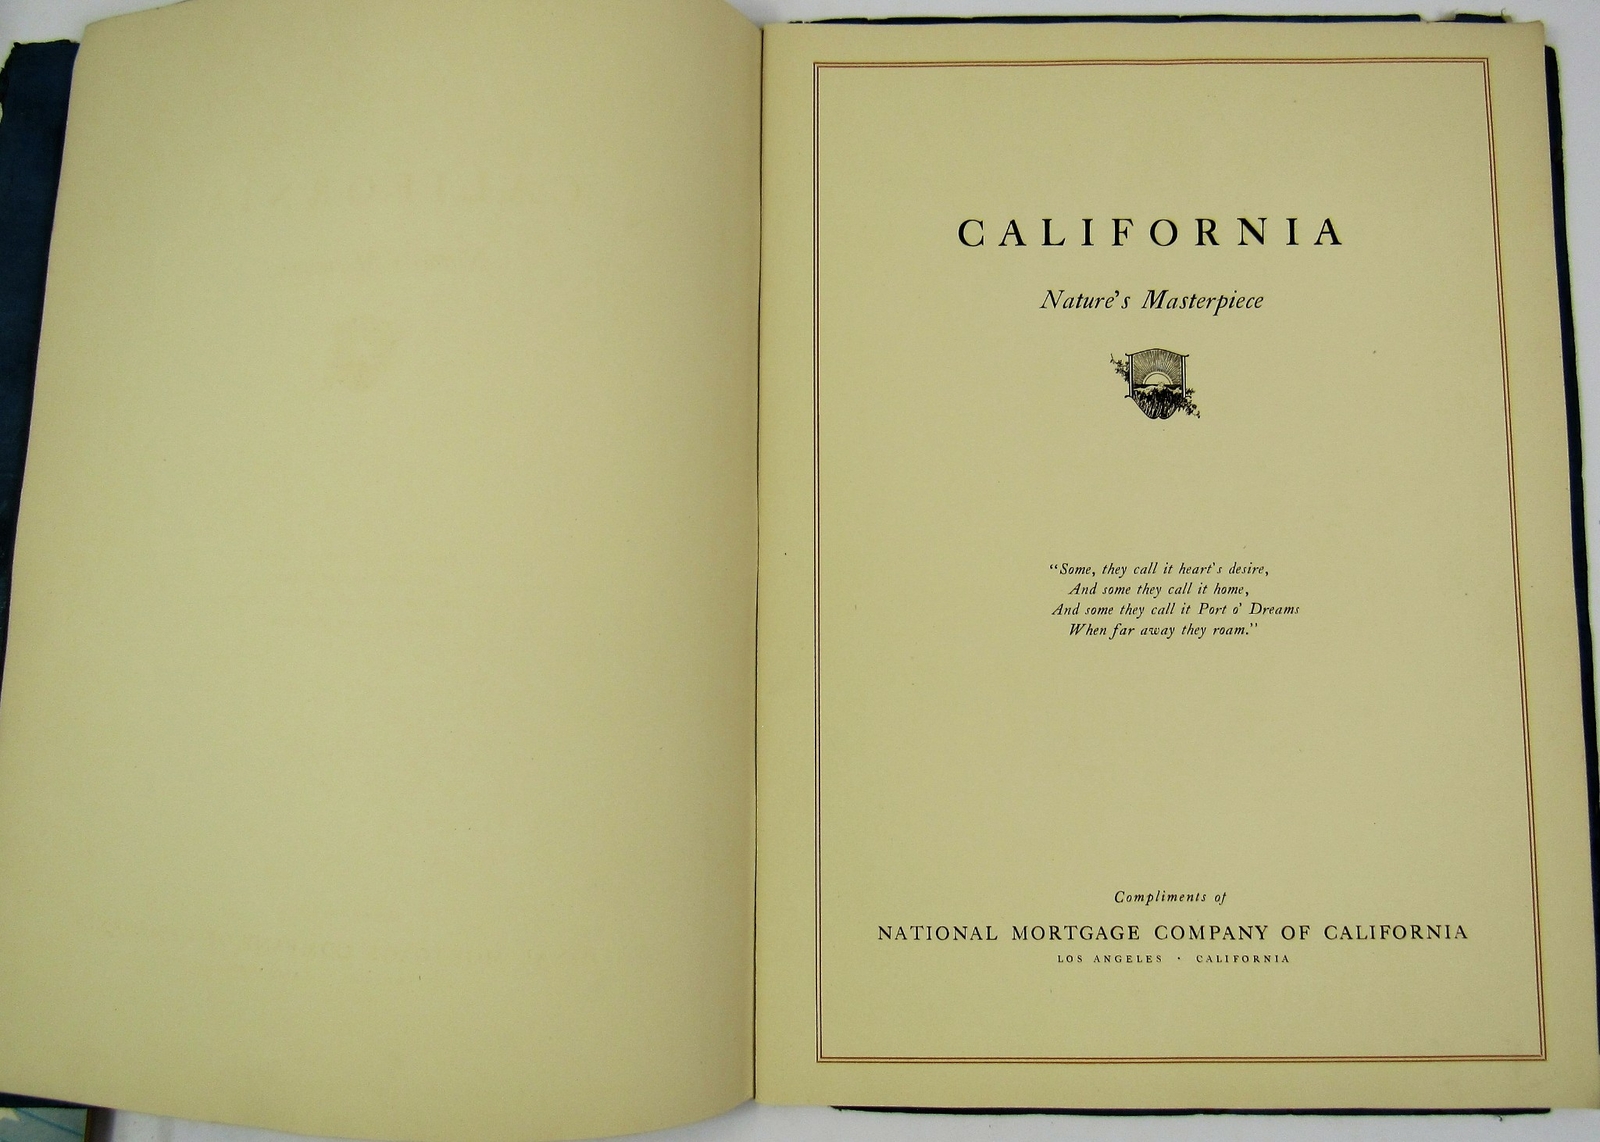 CALIFORNIA
Nature's Masterpiece
"Some, they call it heart's desire,
And some they call it home,
And some they call it Port o' Dreams
When far away they roam."
Compliments of
NATIONAL MORTGAGE COMPANY OF CALIFORNIA
LOS ANGELES · CALIFORNIA